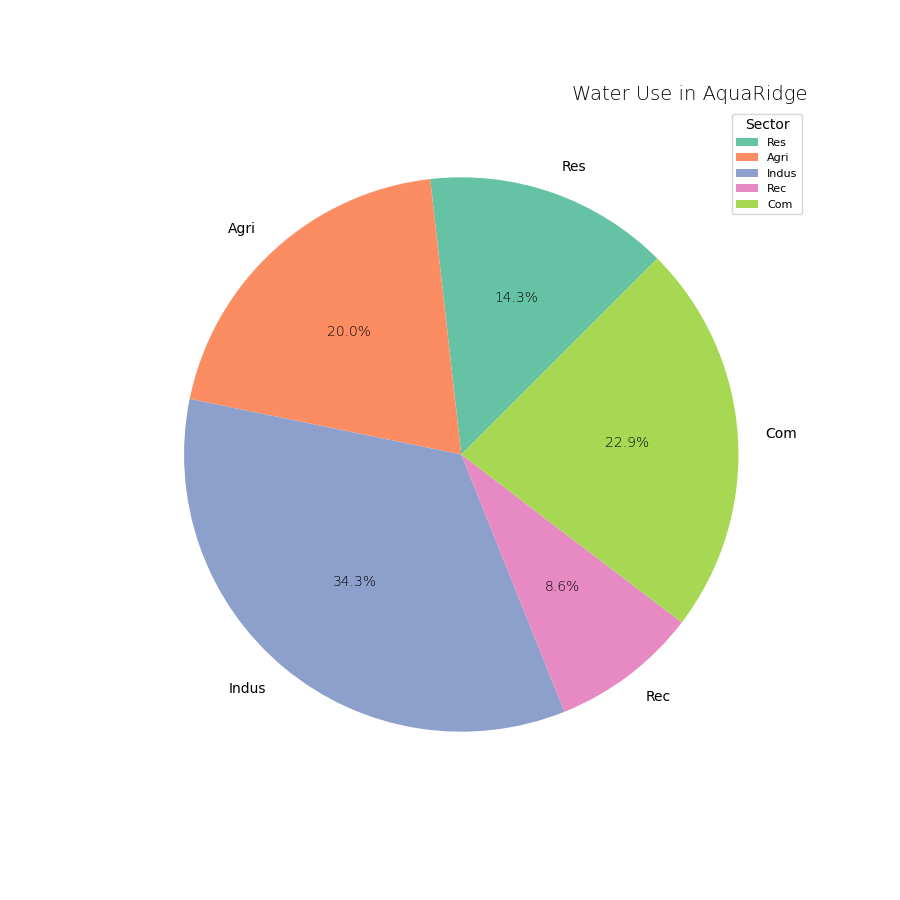 Water Use in AquaRidge
Sector
Res
Agri
Indus
Rec
Com
Res
Agri
14.3%
20.0%
Com
22.9%
34.3%
8.6%
Indus
Rec